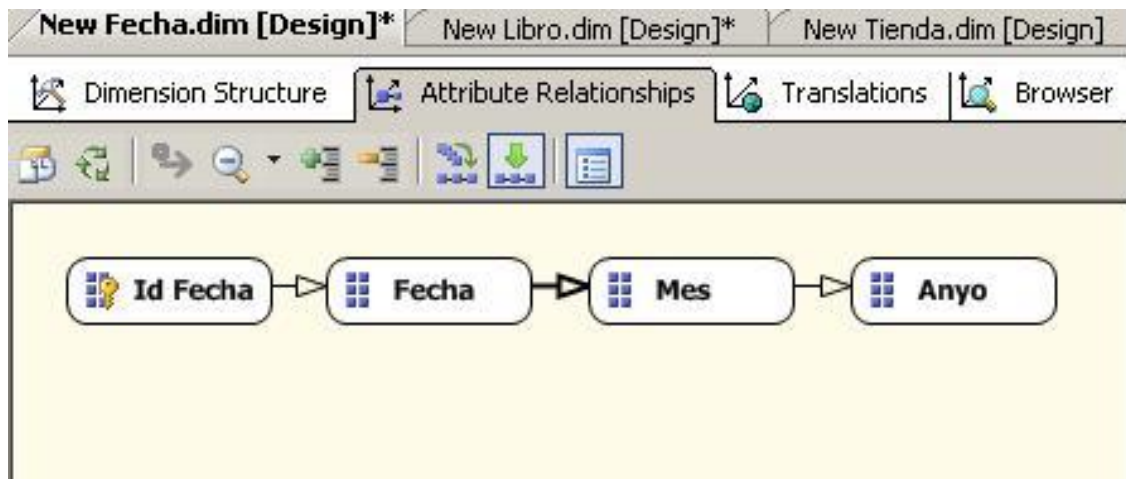 New Fecha.dim [Design]* New Libro.dim [Design]* New Tienda.dim [Design]
Dimension Structure Attribute Relationships Translations Browser
Id Fecha Fecha Mes Anyo